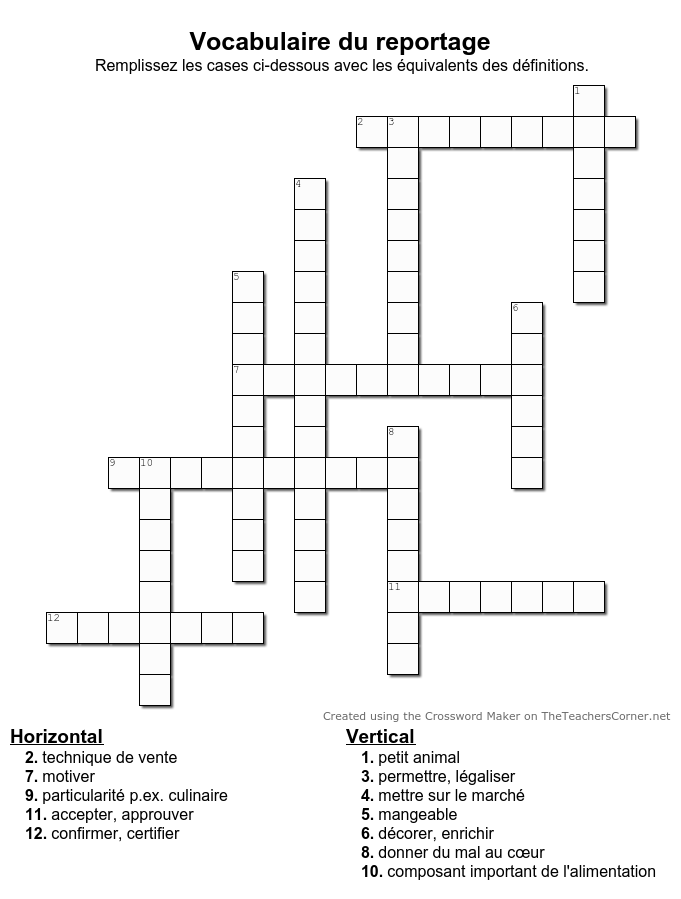 Vocabulaire du reportage
Remplissez les cases ci-dessous avec les équivalents des définitions.
1
2 3
4
5
6
7
8
9 10
11
12
Created using the Crossword Maker on TheTeachersCorner.net
Horizontal
2. technique de vente
7. motiver
9. particularité p.ex. culinaire
11. accepter, approuver
12. confirmer, certifier
Vertical
1. petit animal
3. permettre, légaliser
4. mettre sur le marché
5. mangeable
6. décorer, enrichir
8. donner du mal au cœur
10. composant important de l'alimentation